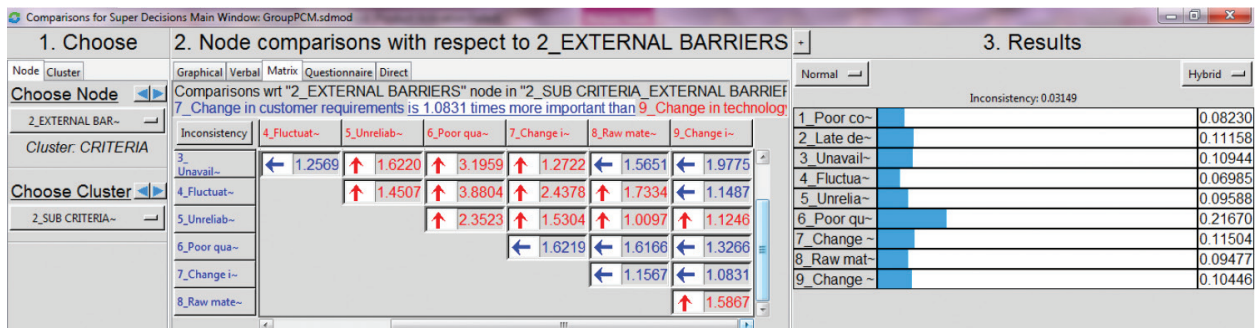 Comparisons for Super Decisions Main Window: GroupPCM.sdmod
1. Choose
2. Node comparisons with respect to 2_EXTERNAL BARRIERS
+
3. Results
Node Cluster
Graphical Verbal Matrix Questionnaire Direct
Normal
Hybrid
Choose Node
2_EXTERNAL BAR~
Cluster: CRITERIA
Choose Cluster
2_SUB CRITERIA~
Comparisons wrt "2_EXTERNAL BARRIERS" node in "2_SUB CRITERIA_EXTERNAL BARRIEF
7_Change in customer requirements is 1.0831 times more important than 9_Change in technology
Inconsistency 4_Fluctuat~ 5_Unreliab~ 6_Poor qua~ 7_Change i~ 8_Raw mate~ 9_Change i~
3_
Unavail~ ← 1.2569 ↑ 1.6220 ↑ 3.1959 ↑ 1.2722 ← 1.5651 ← 1.9775
4_Fluctuat~ ↑ 1.4507 ↑ 3.8804 ↑ 2.4378 ↑ 1.7334 ← 1.1487
5_Unreliab~ ↑ 2.3523 ↑ 1.5304 ↑ 1.0097 ↑ 1.1246
6_Poor qua~ ← 1.6219 ← 1.6166 ← 1.3266
7_Change i~ ← 1.1567 ← 1.0831
8_Raw mate~ ↑ 1.5867
Inconsistency: 0.03149
1_Poor co~ 0.08230
2_Late de~ 0.11158
3_Unavail~ 0.10944
4_Fluctua~ 0.06985
5_Unrelia~ 0.09588
6_Poor qu~ 0.21670
7_Change ~ 0.11504
8_Raw mat~ 0.09477
9_Change ~ 0.10446